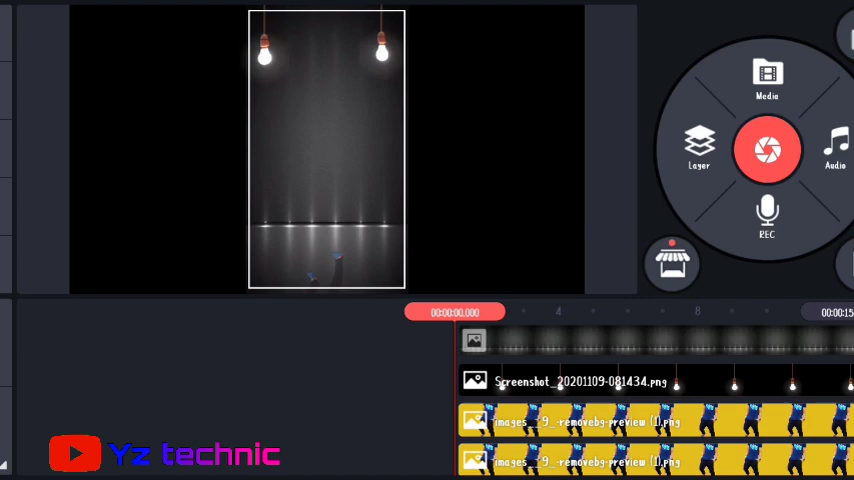 Media
Layer
Audio
REC
00:00:00.000
4
8
00:00:15
Screenshot_20201109-081434.png
images_-_9_-removebg-preview (1).png
images_-_9_-removebg-preview (1).png
Yz technic